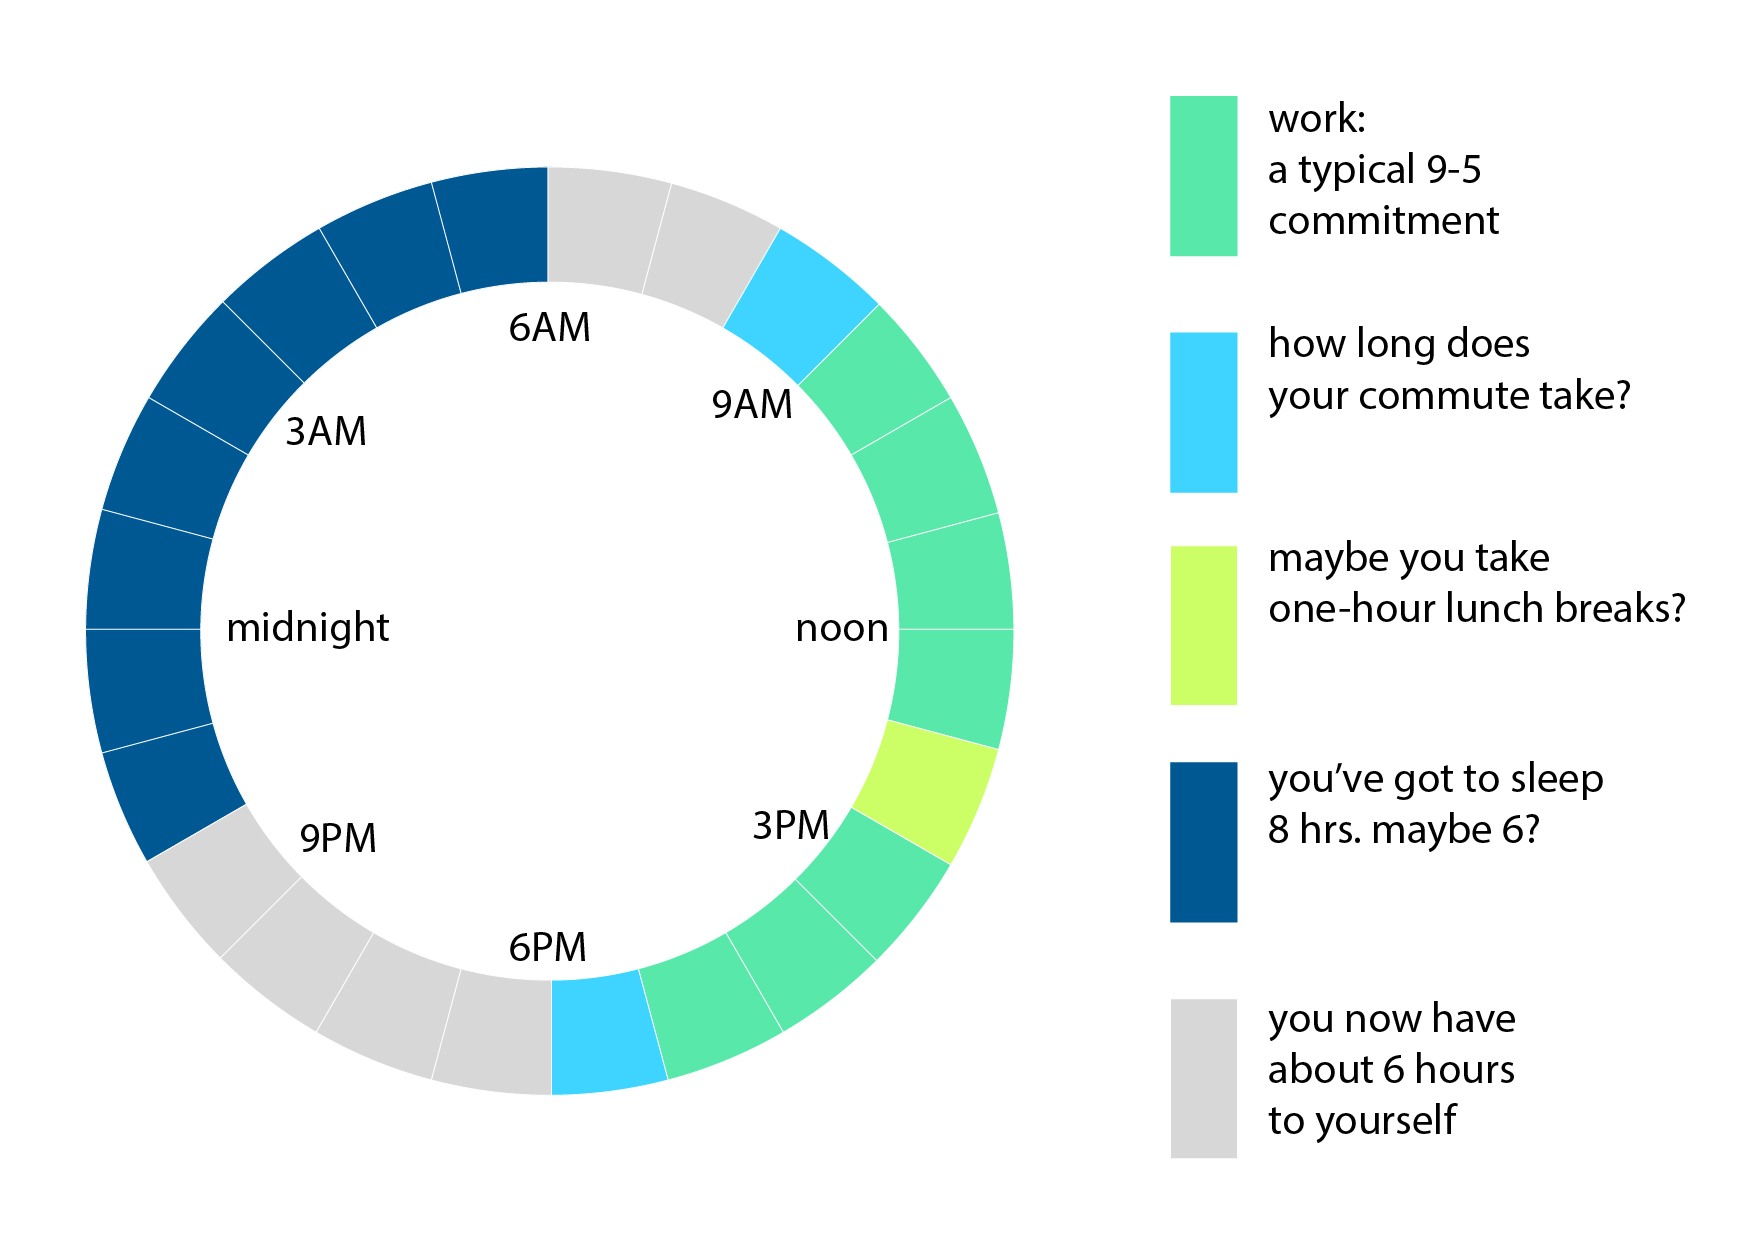 6AM
9AM
3AM
midnight
noon
3PM
9PM
6PM
work:
a typical 9-5
commitment
how long does
your commute take?
maybe you take
one-hour lunch breaks?
you’ve got to sleep
8 hrs. maybe 6?
you now have
about 6 hours
to yourself